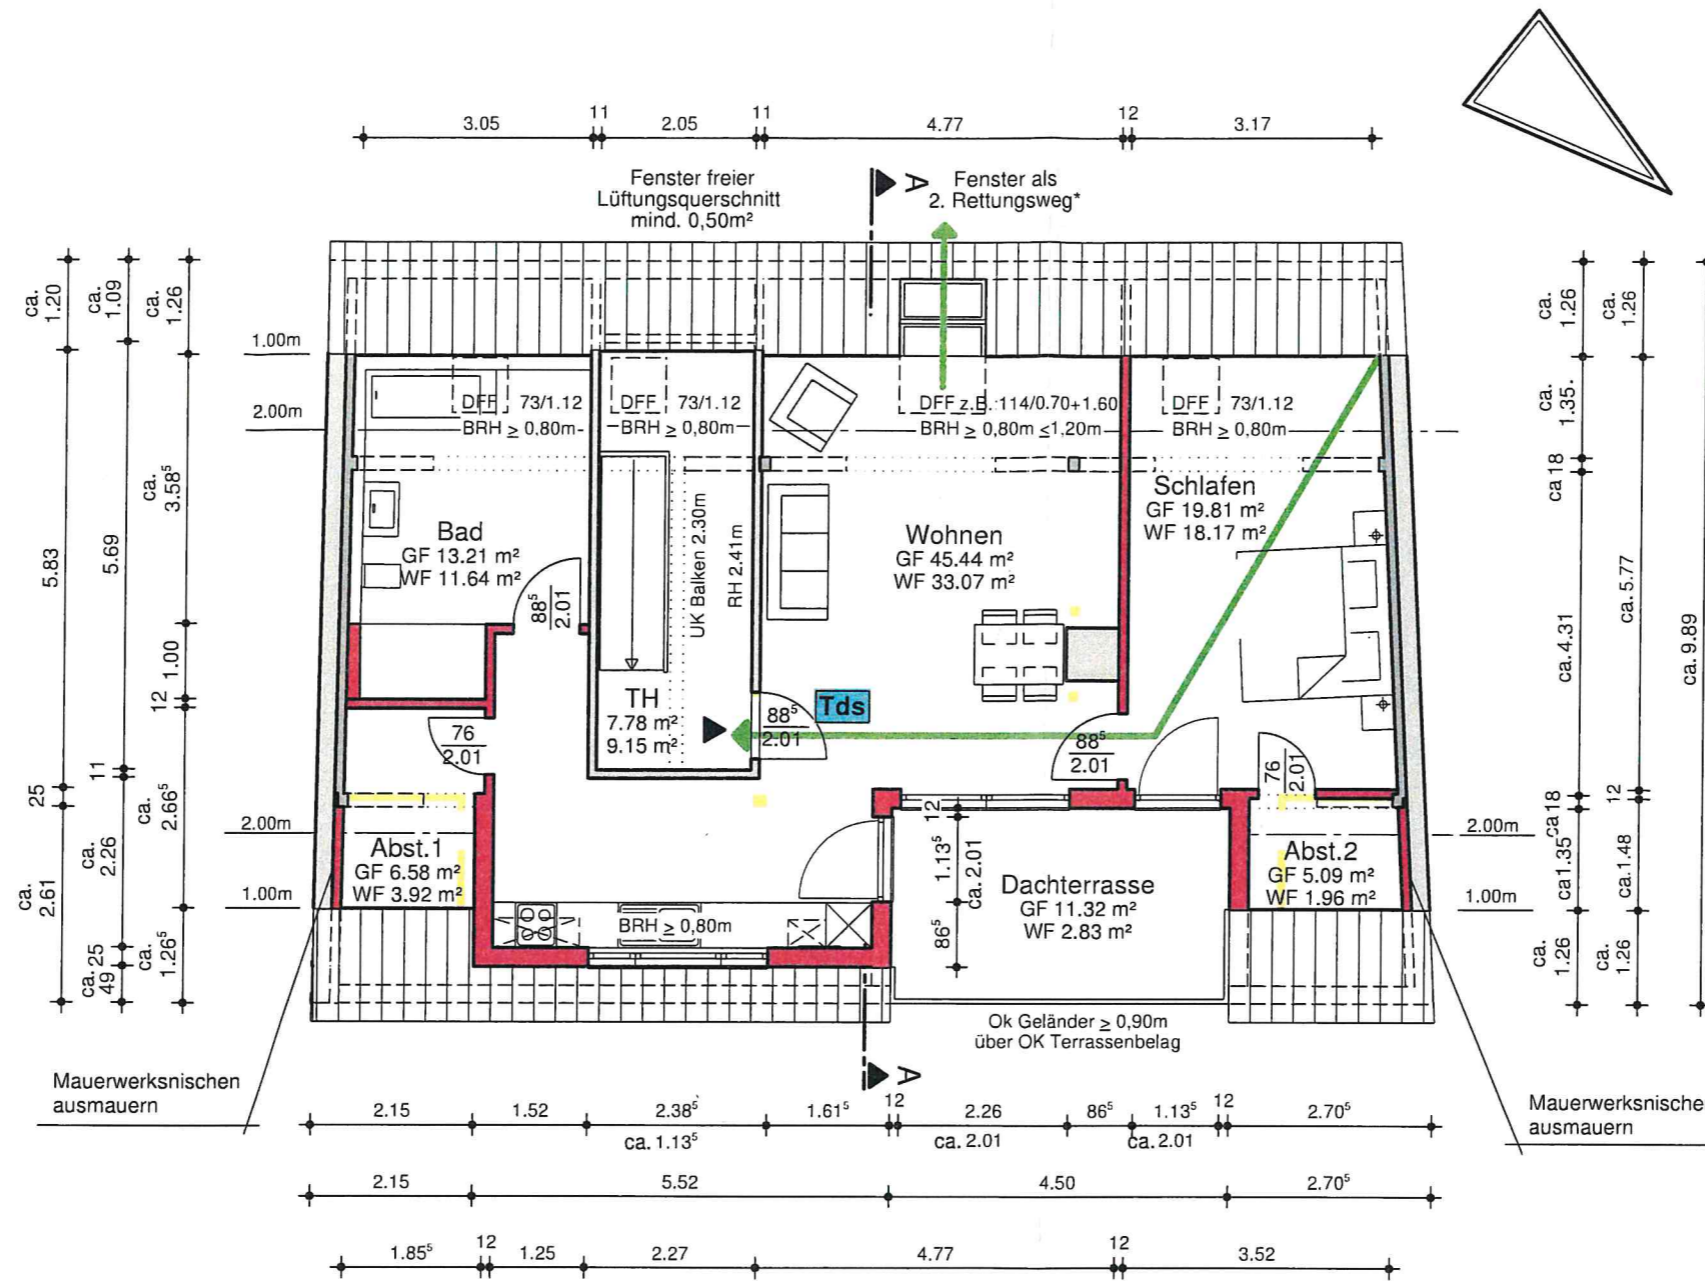 3.05
11
2.05
11
4.77
12
3.17
Fenster freier
Lüftungsquerschnitt
mind. 0,50m²
A
Fenster als
2. Rettungsweg*
ca.
1.20
ca.
1.09
ca.
1.26
1.00m
2.00m
5.83
5.69
ca.
3.58⁵
1.00
12
11
25
ca.
2.66⁵
ca.
2.26
ca.
2.61
2.00m
1.00m
ca. 25
49
ca.
1.26⁵
DFF 73/1.12
BRH ≥ 0,80m
DFF 73/1.12
BRH ≥ 0,80m
DFF z.B. 114/0.70+1.60
BRH ≥ 0,80m ≤1,20m
DFF 73/1.12
BRH ≥ 0,80m
Bad
GF 13.21 m²
WF 11.64 m²
88⁵
2.01
UK Balken 2.30m
RH 2.41m
Wohnen
GF 45.44 m²
WF 33.07 m²
Schlafen
GF 19.81 m²
WF 18.17 m²
TH
7.78 m²
9.15 m²
88⁵
2.01
Tds
76
2.01
88⁵
2.01
76
2.01
Abst.1
GF 6.58 m²
WF 3.92 m²
12
1.13⁵
ca. 2.01
86⁵
Dachterrasse
GF 11.32 m²
WF 2.83 m²
Abst.2
GF 5.09 m²
WF 1.96 m²
BRH ≥ 0,80m
Ok Geländer ≥ 0,90m
über OK Terrassenbelag
A
ca.
1.26
ca.
1.26
ca.
1.35
ca 18
ca. 4.31
ca. 5.77
ca. 9.89
ca18
12
2.00m
ca1.35
ca.1.48
1.00m
ca.
1.26
ca.
1.26
Mauerwerksnischen
ausmauern
Mauerwerksnische
ausmauern
2.15
1.52
2.38⁵
1.61⁵
12
2.26
86⁵
1.13⁵
12
2.70⁵
ca. 1.13⁵
ca. 2.01
ca. 2.01
2.15
5.52
4.50
2.70⁵
1.85⁵
12
1.25
2.27
4.77
12
3.52